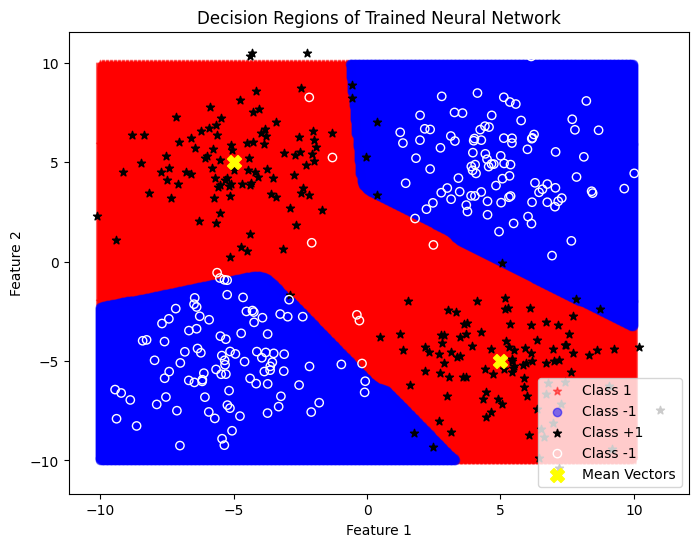 Decision Regions of Trained Neural Network
Feature 2
10
5
0
−5
−10
Class 1
Class -1
Class +1
Class -1
Mean Vectors
−10
−5
0
5
10
Feature 1